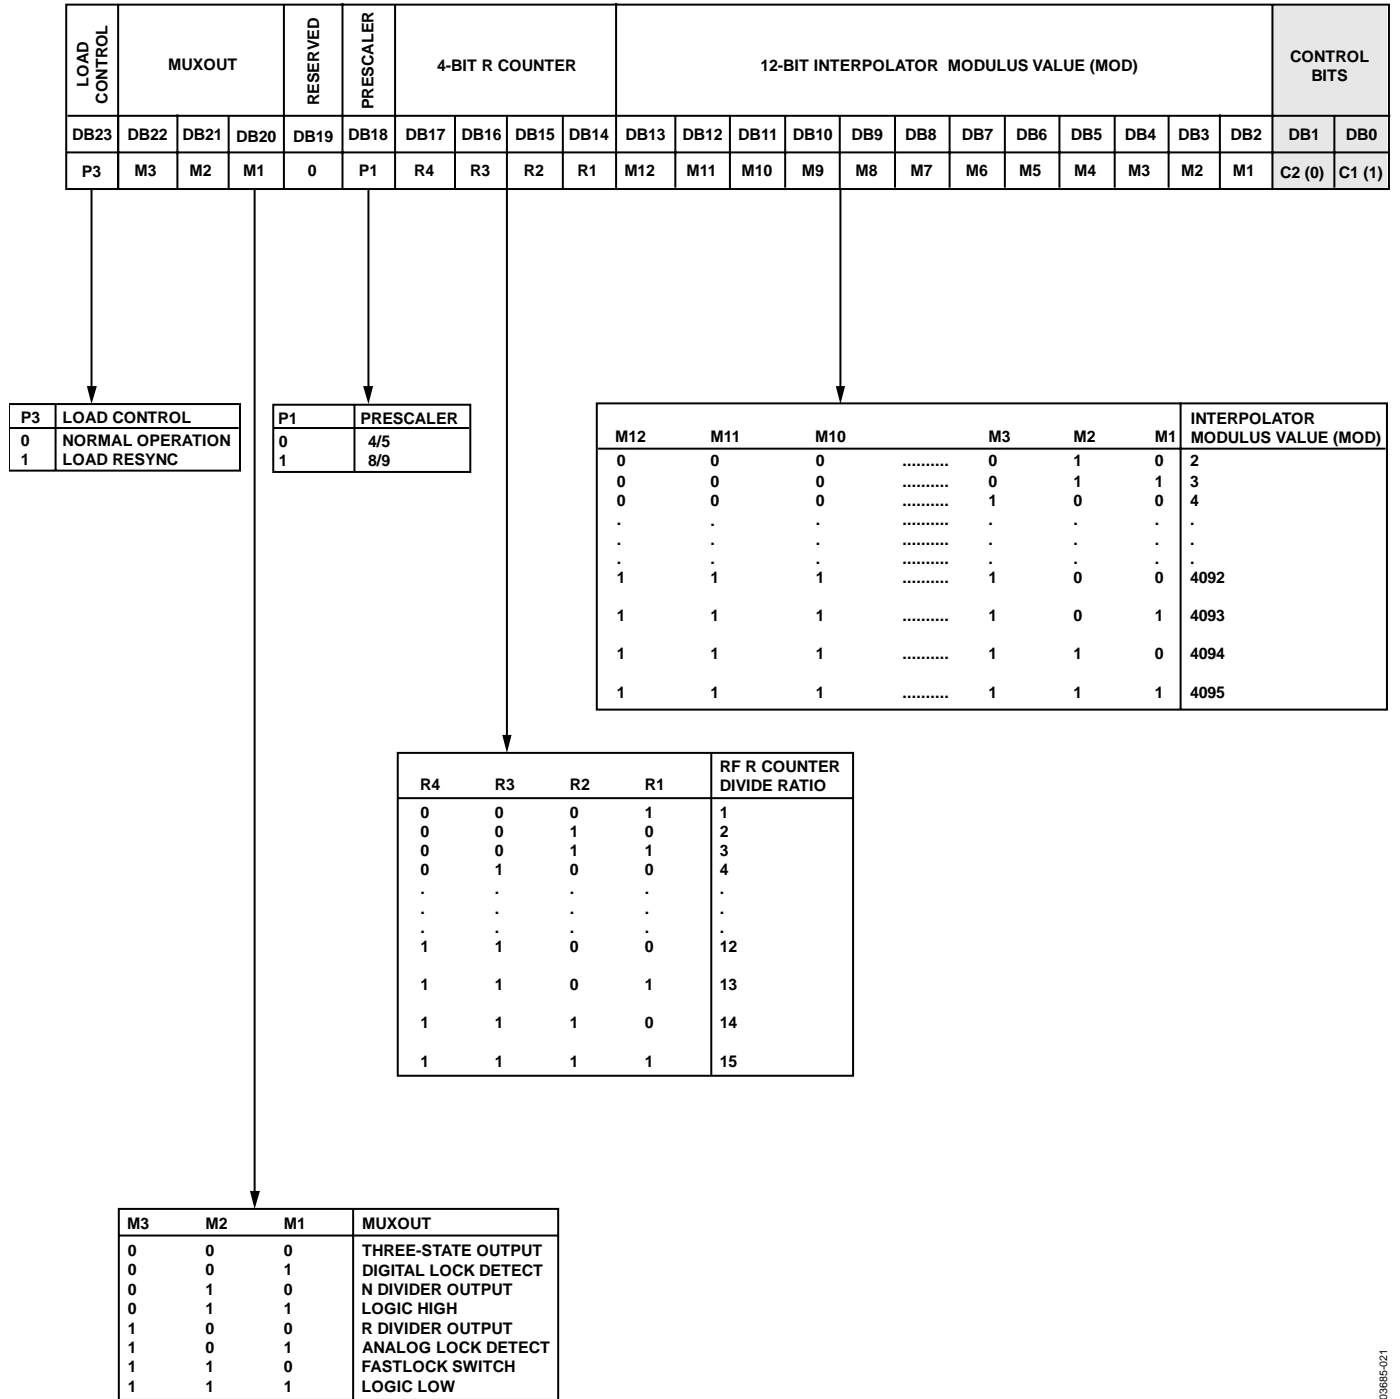 LOAD CONTROL
MUXOUT
RESERVED
PRESCALER
4-BIT R COUNTER
12-BIT INTERPOLATOR MODULUS VALUE (MOD)
CONTROL BITS
DB23 DB22 DB21 DB20 DB19 DB18 DB17 DB16 DB15 DB14 DB13 DB12 DB11 DB10 DB9 DB8 DB7 DB6 DB5 DB4 DB3 DB2 DB1 DB0
P3 M3 M2 M1 0 P1 R4 R3 R2 R1 M12 M11 M10 M9 M8 M7 M6 M5 M4 M3 M2 M1 C2 (0) C1 (1)
P3 LOAD CONTROL
0 NORMAL OPERATION
1 LOAD RESYNC
P1 PRESCALER
0 4/5
1 8/9
M12 M11 M10 M3 M2 M1 INTERPOLATOR MODULUS VALUE (MOD)
0 0 0 .......... 0 1 0 2
0 0 0 .......... 0 1 1 3
0 0 0 .......... 1 0 0 4
. . . .......... . . . .
. . . .......... . . . .
. . . .......... . . . .
1 1 1 .......... 1 0 0 4092
1 1 1 .......... 1 0 1 4093
1 1 1 .......... 1 1 0 4094
1 1 1 .......... 1 1 1 4095
R4 R3 R2 R1 RF R COUNTER DIVIDE RATIO
0 0 0 1 1
0 0 1 0 2
0 0 1 1 3
0 1 0 0 4
. . . . .
. . . . .
. . . . .
1 1 0 0 12
1 1 0 1 13
1 1 1 0 14
1 1 1 1 15
M3 M2 M1 MUXOUT
0 0 0 THREE-STATE OUTPUT
0 0 1 DIGITAL LOCK DETECT
0 1 0 N DIVIDER OUTPUT
0 1 1 LOGIC HIGH
1 0 0 R DIVIDER OUTPUT
1 0 1 ANALOG LOCK DETECT
1 1 0 FASTLOCK SWITCH
1 1 1 LOGIC LOW
03685-021